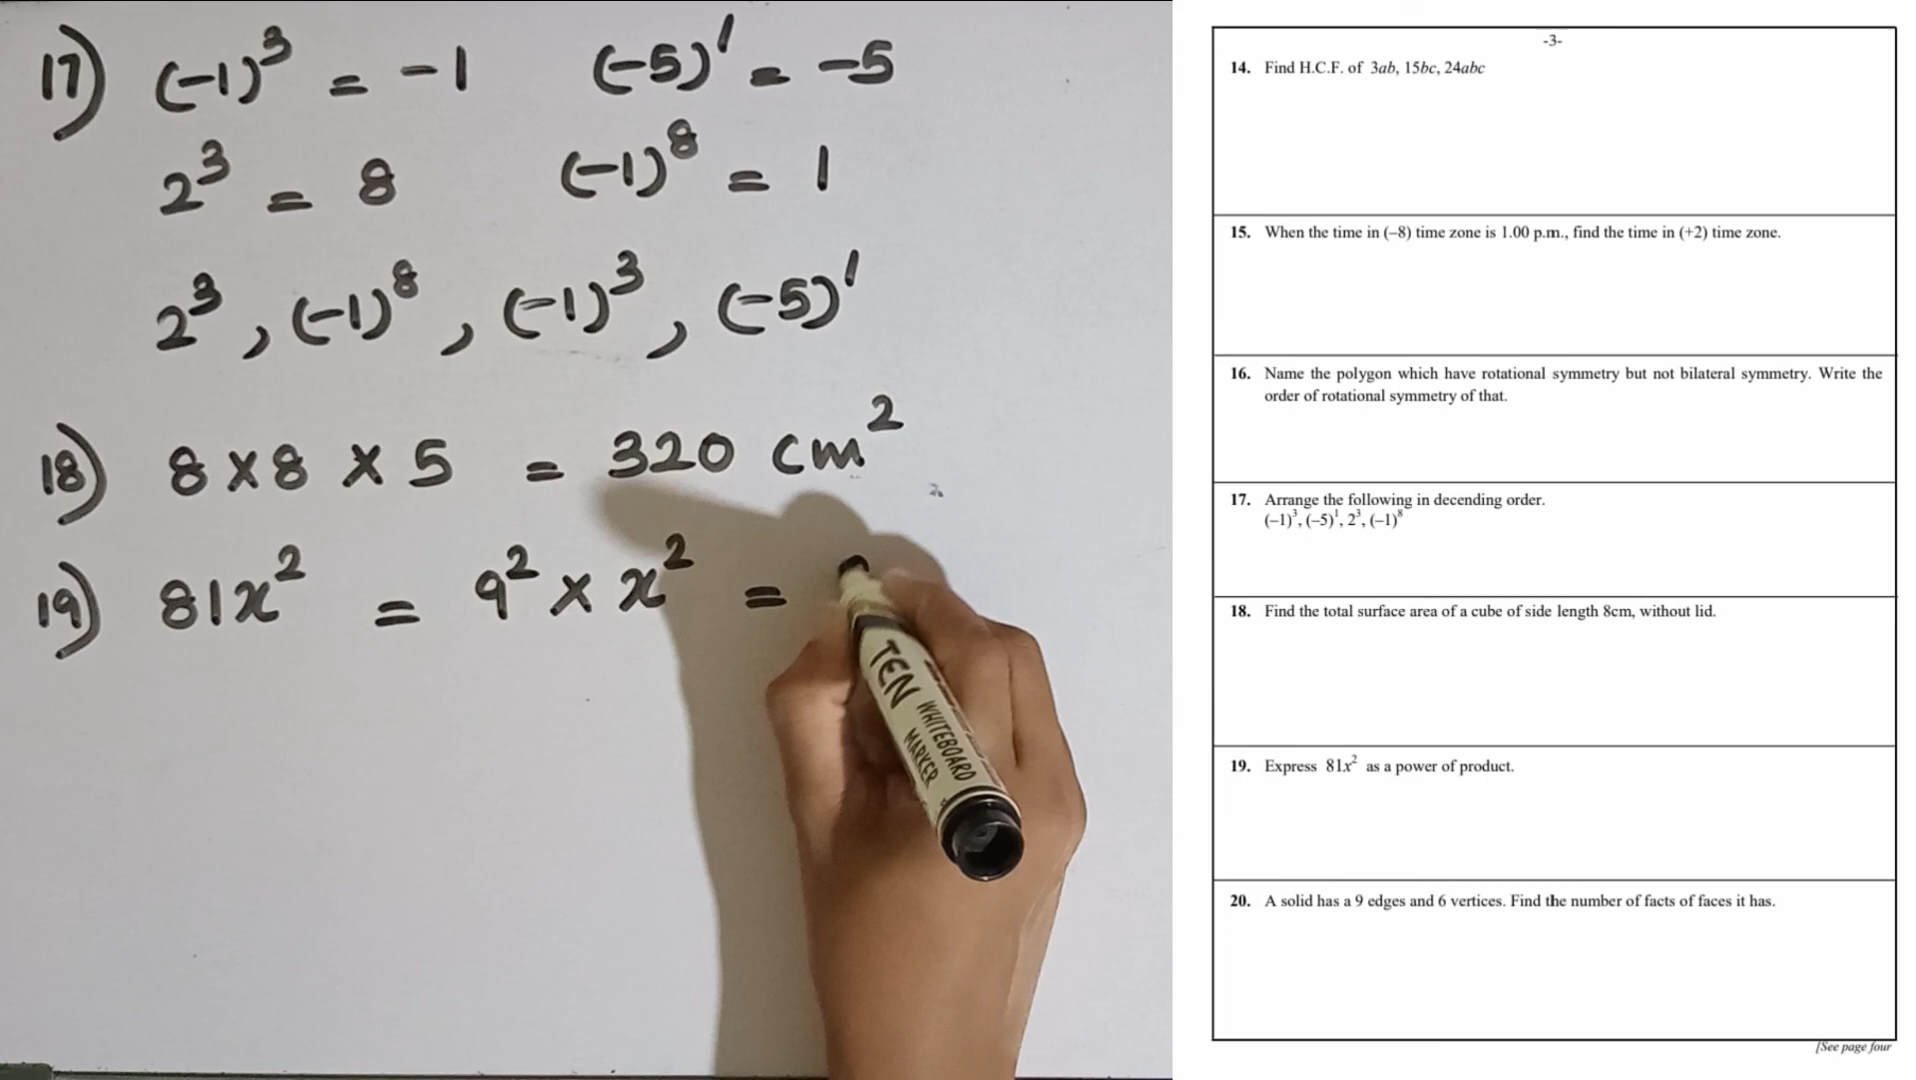 17) (-1)³ = -1 (-5)¹ = -5
2³ = 8 (-1)⁸ = 1
2³, (-1)⁸, (-1)³, (-5)¹
18) 8 × 8 × 5 = 320 cm²
19) 81x² = 9² × x² =
TEN
WHITEBOARD
MARKER
-3-
14. Find H.C.F. of 3ab, 15bc, 24abc
15. When the time in (–8) time zone is 1.00 p.m., find the time in (+2) time zone.
16. Name the polygon which have rotational symmetry but not bilateral symmetry. Write the
order of rotational symmetry of that.
17. Arrange the following in decending order.
(–1)³, (–5)¹, 2³, (–1)⁸
18. Find the total surface area of a cube of side length 8cm, without lid.
19. Express 81x² as a power of product.
20. A solid has a 9 edges and 6 vertices. Find the number of facts of faces it has.
[See page four